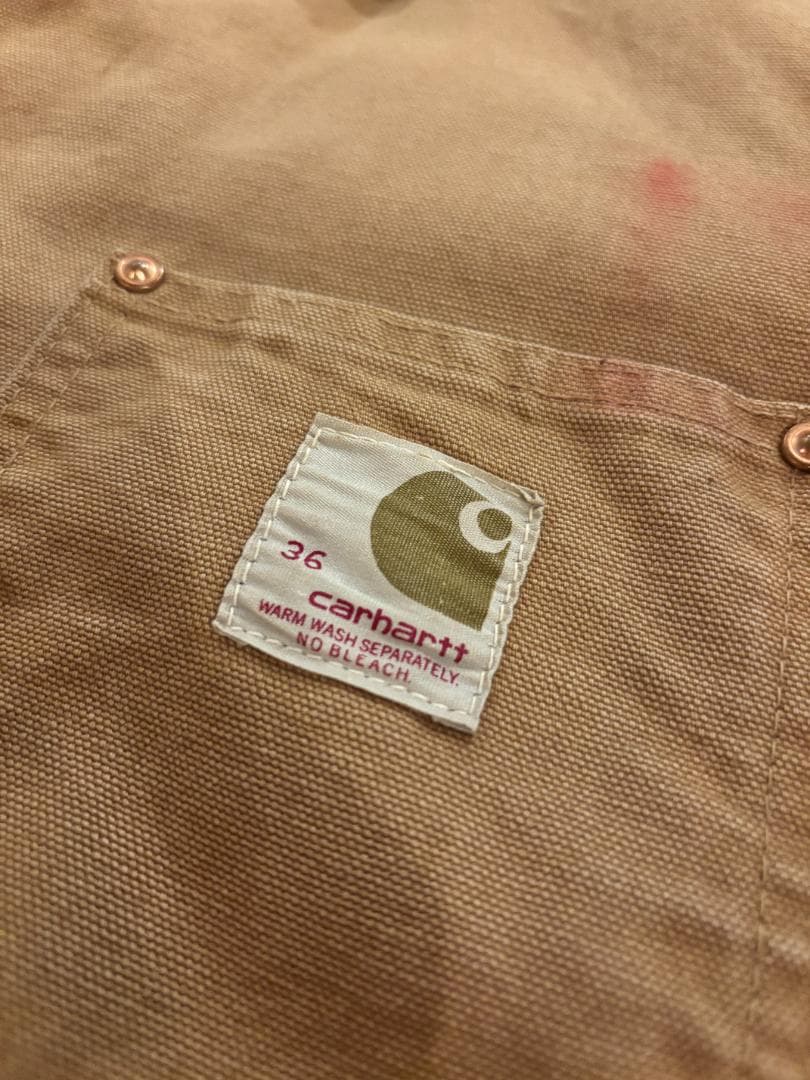 36
carhartt
WARM WASH SEPARATELY.
NO BLEACH.